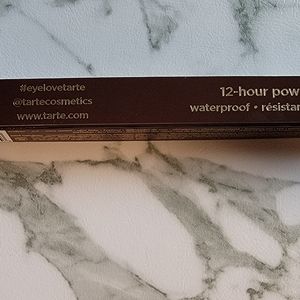 #eyelovetarte
@tartecosmetics
www.tarte.com
12-hour pow
waterproof • résistan